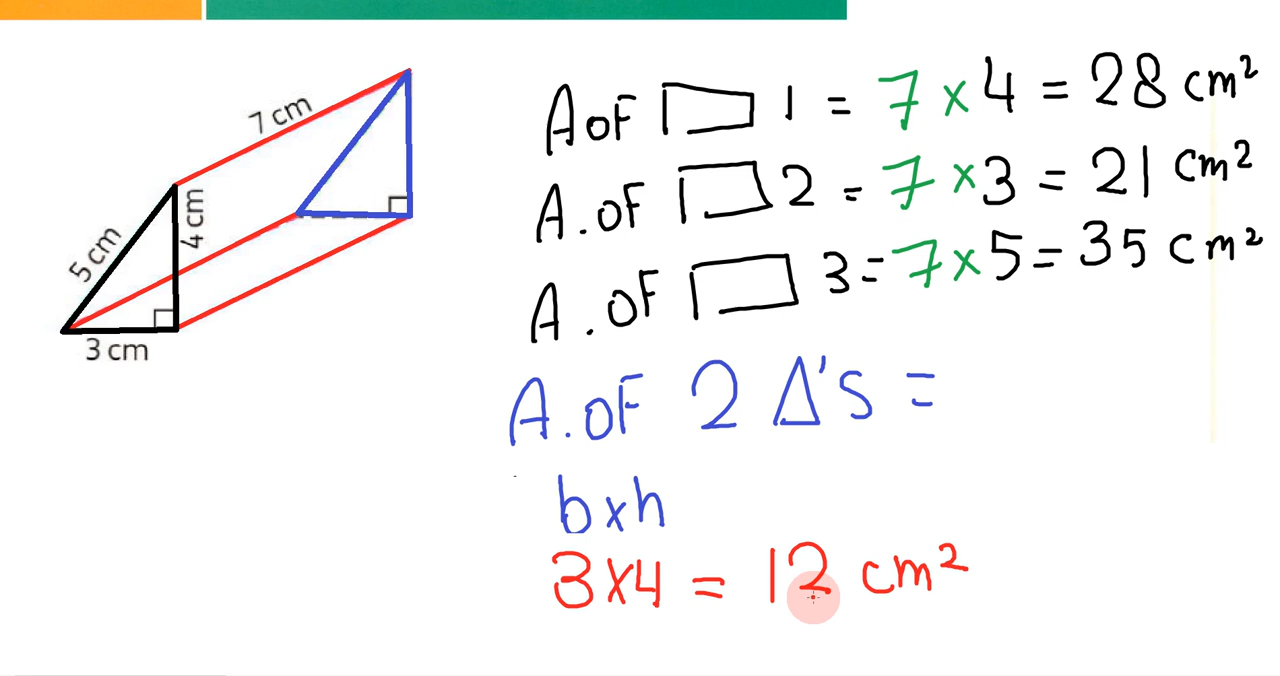 7 cm
5 cm
4 cm
3 cm
A OF 1 = 7 × 4 = 28 cm²
A. OF 2 = 7 × 3 = 21 cm²
A. OF 3 = 7 × 5 = 35 cm²
A. OF 2 Δ'S =
b × h
3 × 4 = 12 cm²